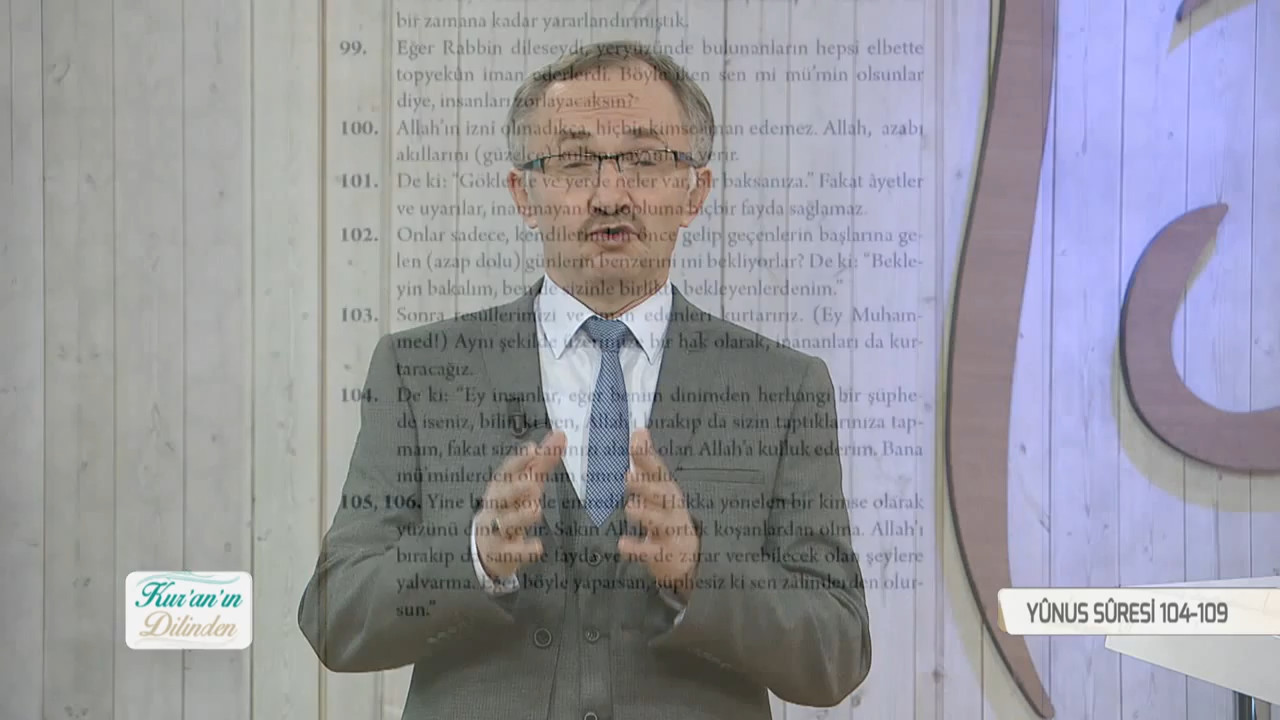 bir zamana kadar yararlandırmıştık.
99. Eğer Rabbin dileseydi, yeryüzünde bulunanların hepsi elbette
topyekûn iman ederlerdi. Böyle iken sen mi mü'min olsunlar
diye, insanları zorlayacaksın?
100. Allah'ın izni olmadıkça, hiçbir kimse iman edemez. Allah, azabı
akıllarını (güzelce) kullanmayanlara verir.
101. De ki: "Göklerde ve yerde neler var, bir baksanıza." Fakat âyetler
ve uyarılar, inanmayan bir topluma hiçbir fayda sağlamaz.
102. Onlar sadece, kendilerinden önce gelip geçenlerin başlarına ge-
len (azap dolu) günlerin benzerini mi bekliyorlar? De ki: "Bekle-
yin bakalım, ben de sizinle birlikte bekleyenlerdenim."
103. Sonra resûllerimizi ve iman edenleri kurtarırız. (Ey Muham-
med!) Aynı şekilde üzerimize bir hak olarak, inananları da kur-
taracağız.
104. De ki: "Ey insanlar, eğer benim dinimden herhangi bir şüphe-
de iseniz, bilin ki ben, Allah'ı bırakıp da sizin taptıklarınıza tap-
mam, fakat sizin canınızı alacak olan Allah'a kulluk ederim. Bana
mü'minlerden olmam emrolundu."
105, 106. Yine bana şöyle emredildi: "Hakka yönelen bir kimse olarak
yüzünü dine çevir. Sakın Allah'a ortak koşanlardan olma. Allah'ı
bırakıp da sana ne fayda ve ne de zarar verebilecek olan şeylere
yalvarma. Eğer böyle yaparsan, şüphesiz ki sen zâlimlerden olur-
sun."
Kur'an'ın
Dilinden
YÛNUS SÛRESİ 104-109